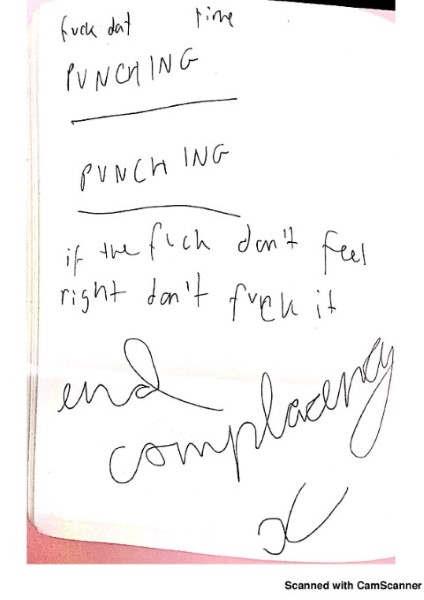 fuck dat time
PUNCHING
PUNCHING
if the fuck don't feel
right don't fuck it
end
complacency
x
Scanned with CamScanner